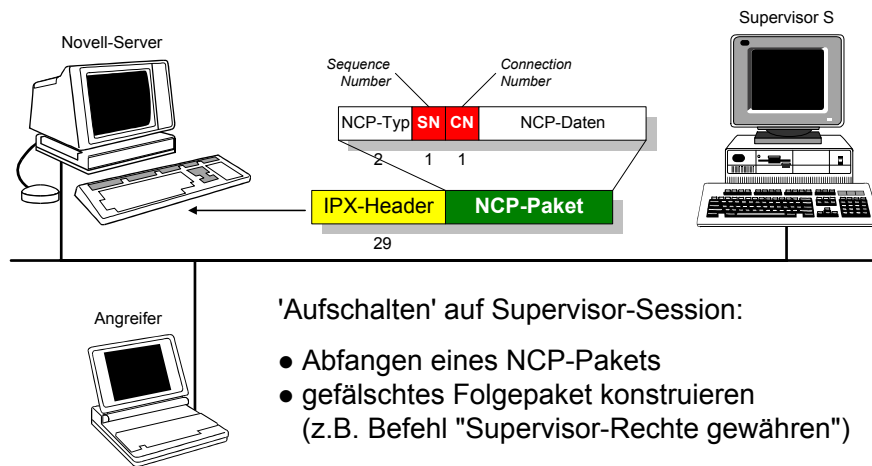 Supervisor S
Novell-Server
Sequence
Number
Connection
Number
NCP-Typ SN CN NCP-Daten
2 1 1
IPX-Header NCP-Paket
29
Angreifer
'Aufschalten' auf Supervisor-Session:
● Abfangen eines NCP-Pakets
● gefälschtes Folgepaket konstruieren
(z.B. Befehl "Supervisor-Rechte gewähren")